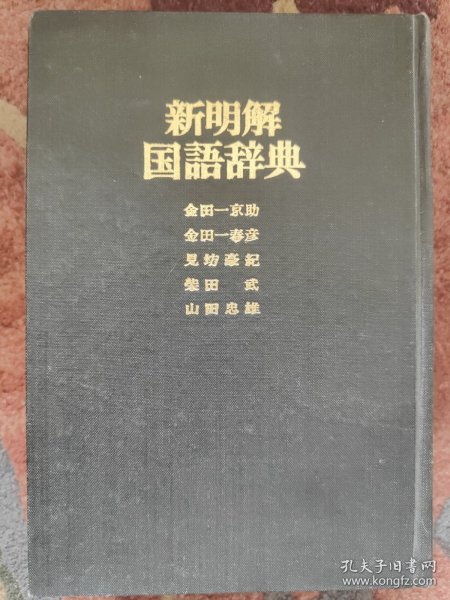 新明解
国語辞典
金田一京助
金田一春彦
見坊豪紀
柴田 武
山田忠雄
孔夫子旧书网
www.kongfz.com